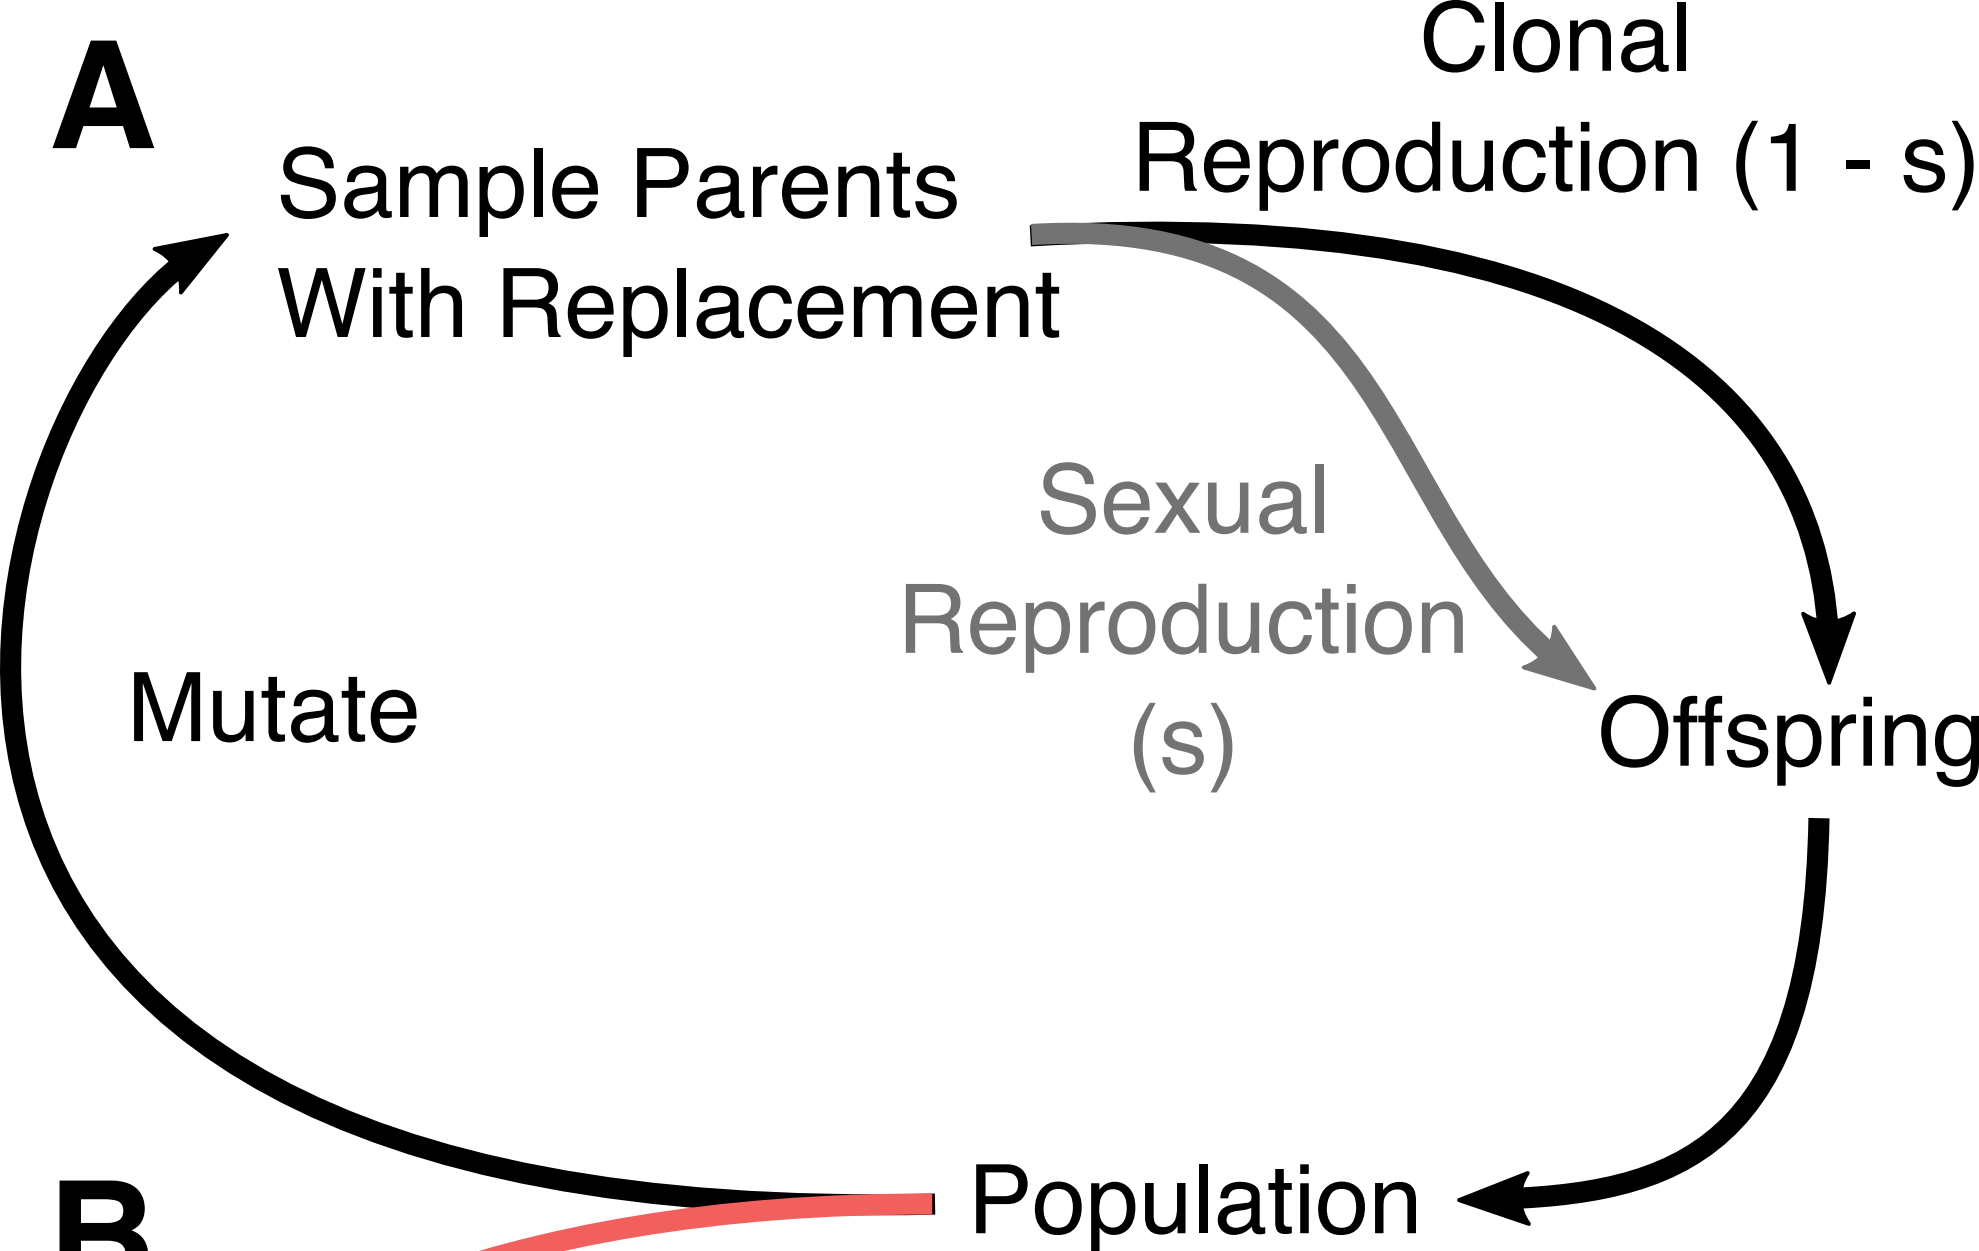 A
Clonal
Reproduction (1 - s)
Sample Parents
With Replacement
Sexual
Reproduction
(s)
Mutate
Offspring
Population
B